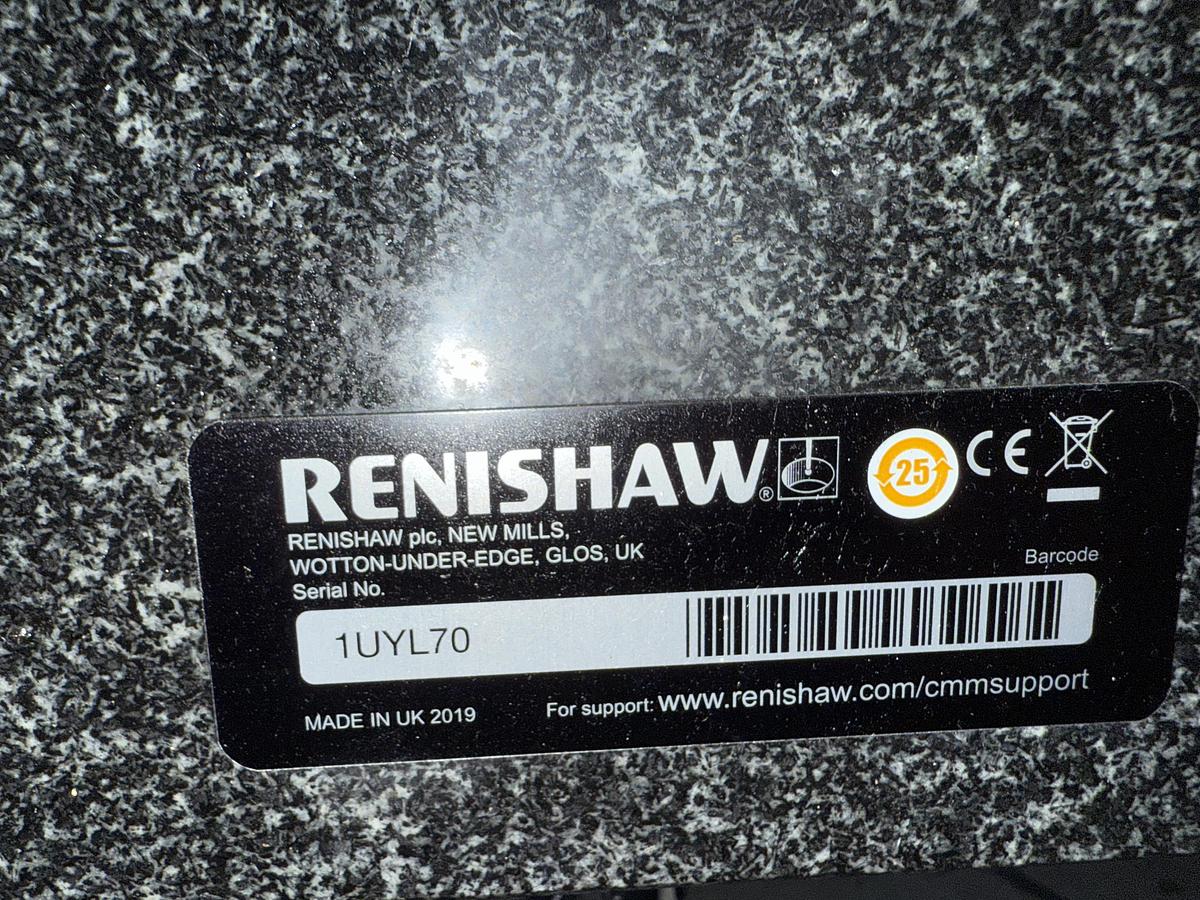 RENISHAW®
25
CE
RENISHAW plc, NEW MILLS,
WOTTON-UNDER-EDGE, GLOS, UK
Serial No.
Barcode
1UYL70
MADE IN UK 2019
For support: www.renishaw.com/cmmsupport